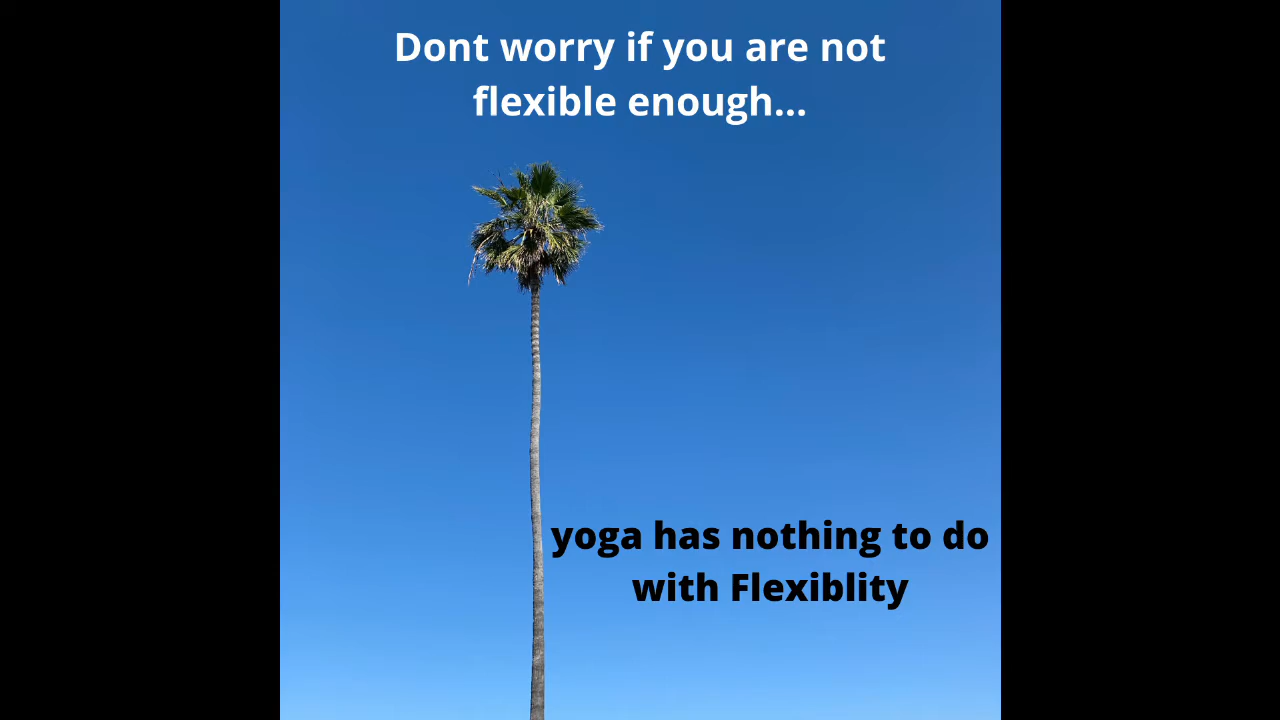 Dont worry if you are not
flexible enough...
yoga has nothing to do
with Flexiblity